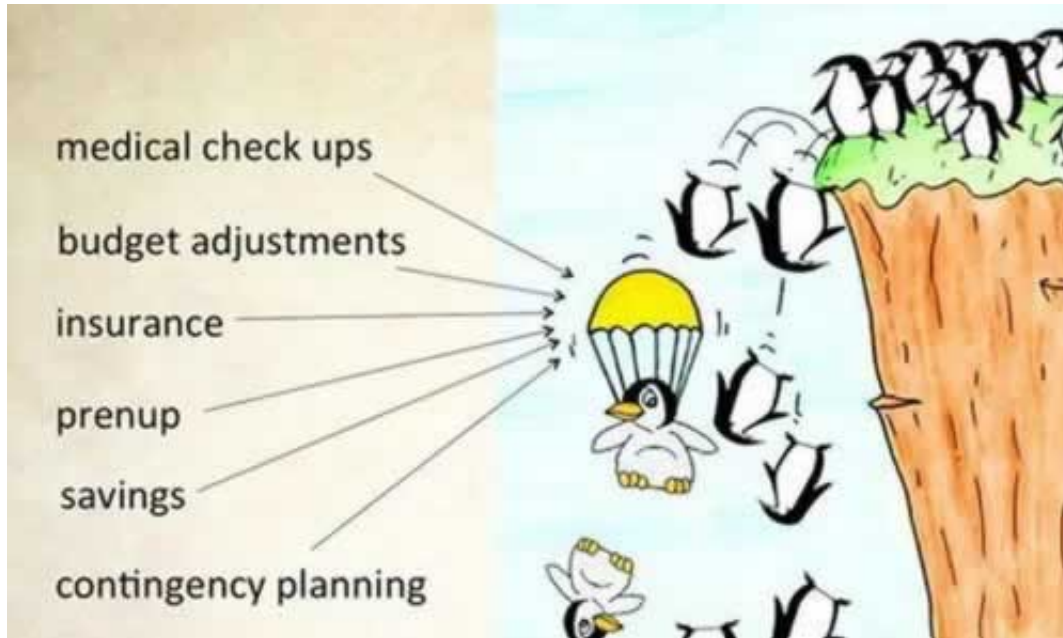 medical check ups
budget adjustments
insurance
prenup
savings
contingency planning